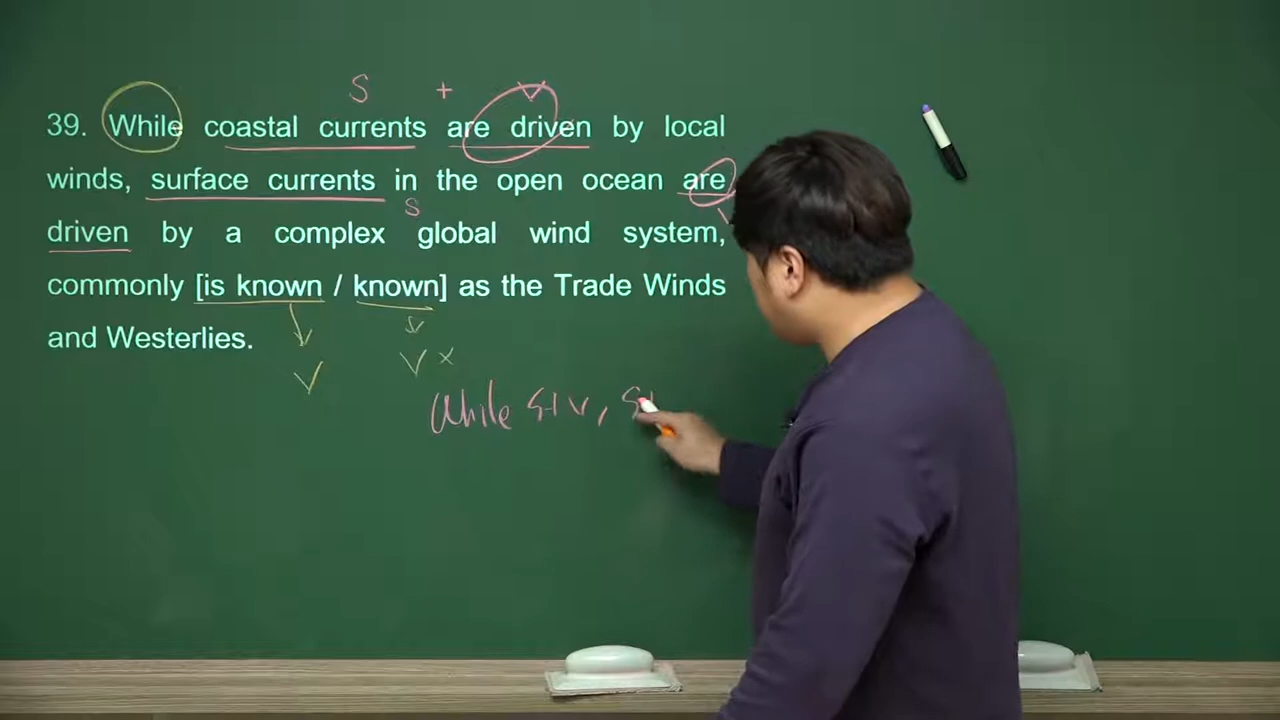 S + V
39. While coastal currents are driven by local
winds, surface currents in the open ocean are
S V
driven by a complex global wind system,
commonly [is known / known] as the Trade Winds
and Westerlies.
V V ×
While S+V, S+